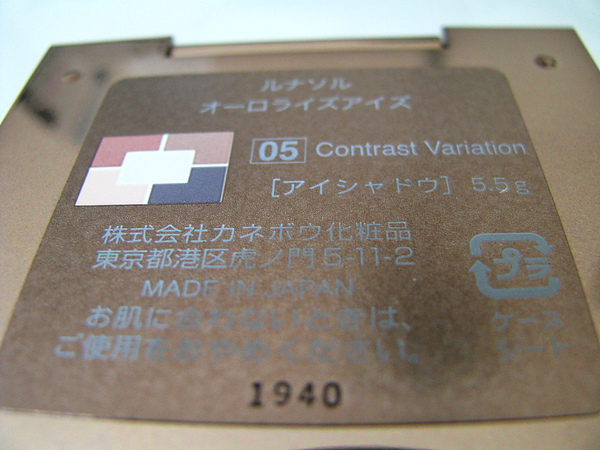 ルナソル
オーロライズアイズ
05 Contrast Variation
[アイシャドウ] 5.5g
株式会社カネボウ化粧品
東京都港区虎ノ門5-11-2
MADE IN JAPAN
お肌に合わないときは、
ご使用をおやめください。
プラ
ケース
1940